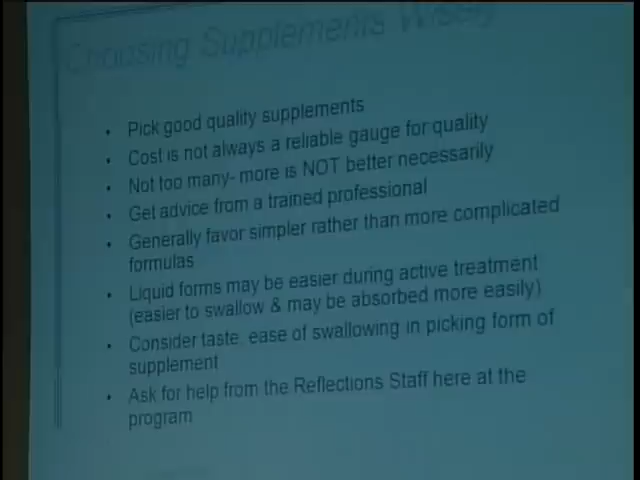 Choosing Supplements Wisely
• Pick good quality supplements
• Cost is not always a reliable gauge for quality
• Not too many- more is NOT better necessarily
• Get advice from a trained professional
• Generally favor simpler rather than more complicated
formulas
• Liquid forms may be easier during active treatment
(easier to swallow & may be absorbed more easily)
• Consider taste, ease of swallowing in picking form of
supplement
• Ask for help from the Reflections Staff here at the
program